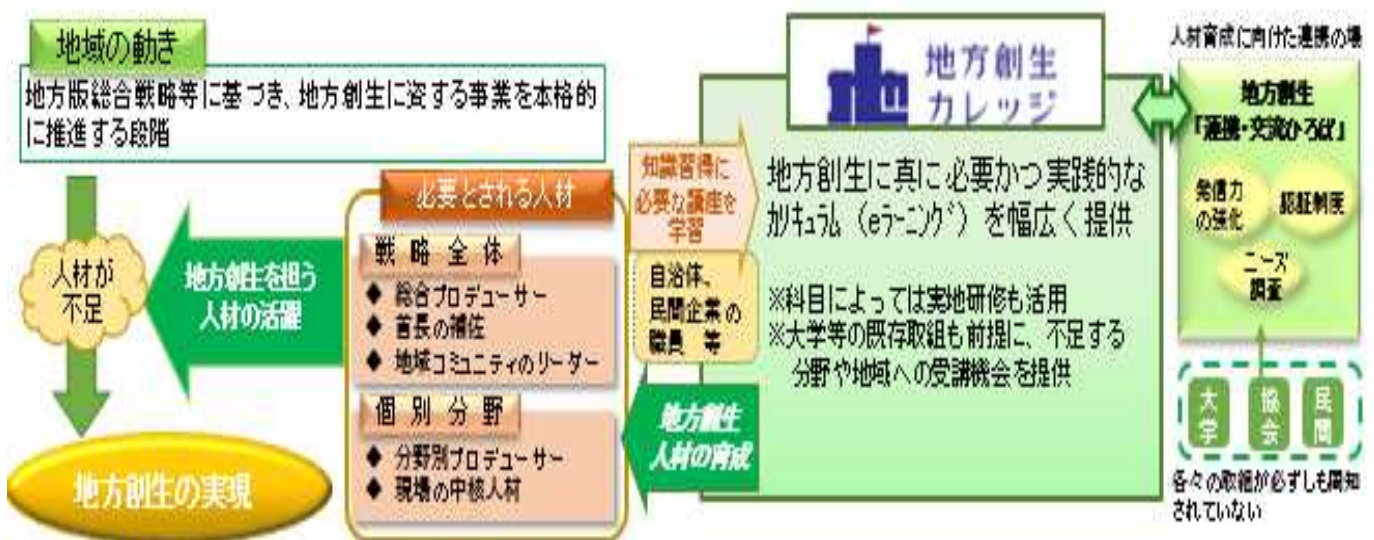 地域の動き
地方版総合戦略等に基づき、地方創生に資する事業を本格的
に推進する段階
人材が
不足
地方創生の実現
地方創生を担う
人材の活躍
必要とされる人材
戦略全体
◆ 総合プロデューサー
◆ 首長の補佐
◆ 地域コミュニティのリーダー
個別分野
◆ 分野別プロデューサー
◆ 現場の中核人材
知識習得に
必要な講座を
学習
自治体、
民間企業の
職員 等
地方創生
人材の育成
地方創生
カレッジ
地方創生に真に必要かつ実践的な
カリキュラム(eラーニング)を幅広く提供
※科目によっては実地研修も活用
※大学等の既存取組も前提に、不足する
分野や地域への受講機会を提供
人材育成に向けた連携の場
地方創生
「連携・交流ひろば」
発信力
の強化
認証制度
ニーズ
調査
大学
協会
民間
各々の取組が必ずしも周知
されていない